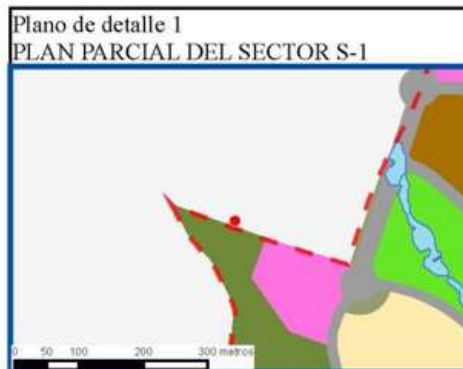 Plano de detalle 1
PLAN PARCIAL DEL SECTOR S-1
0 50 100 200 300 metros